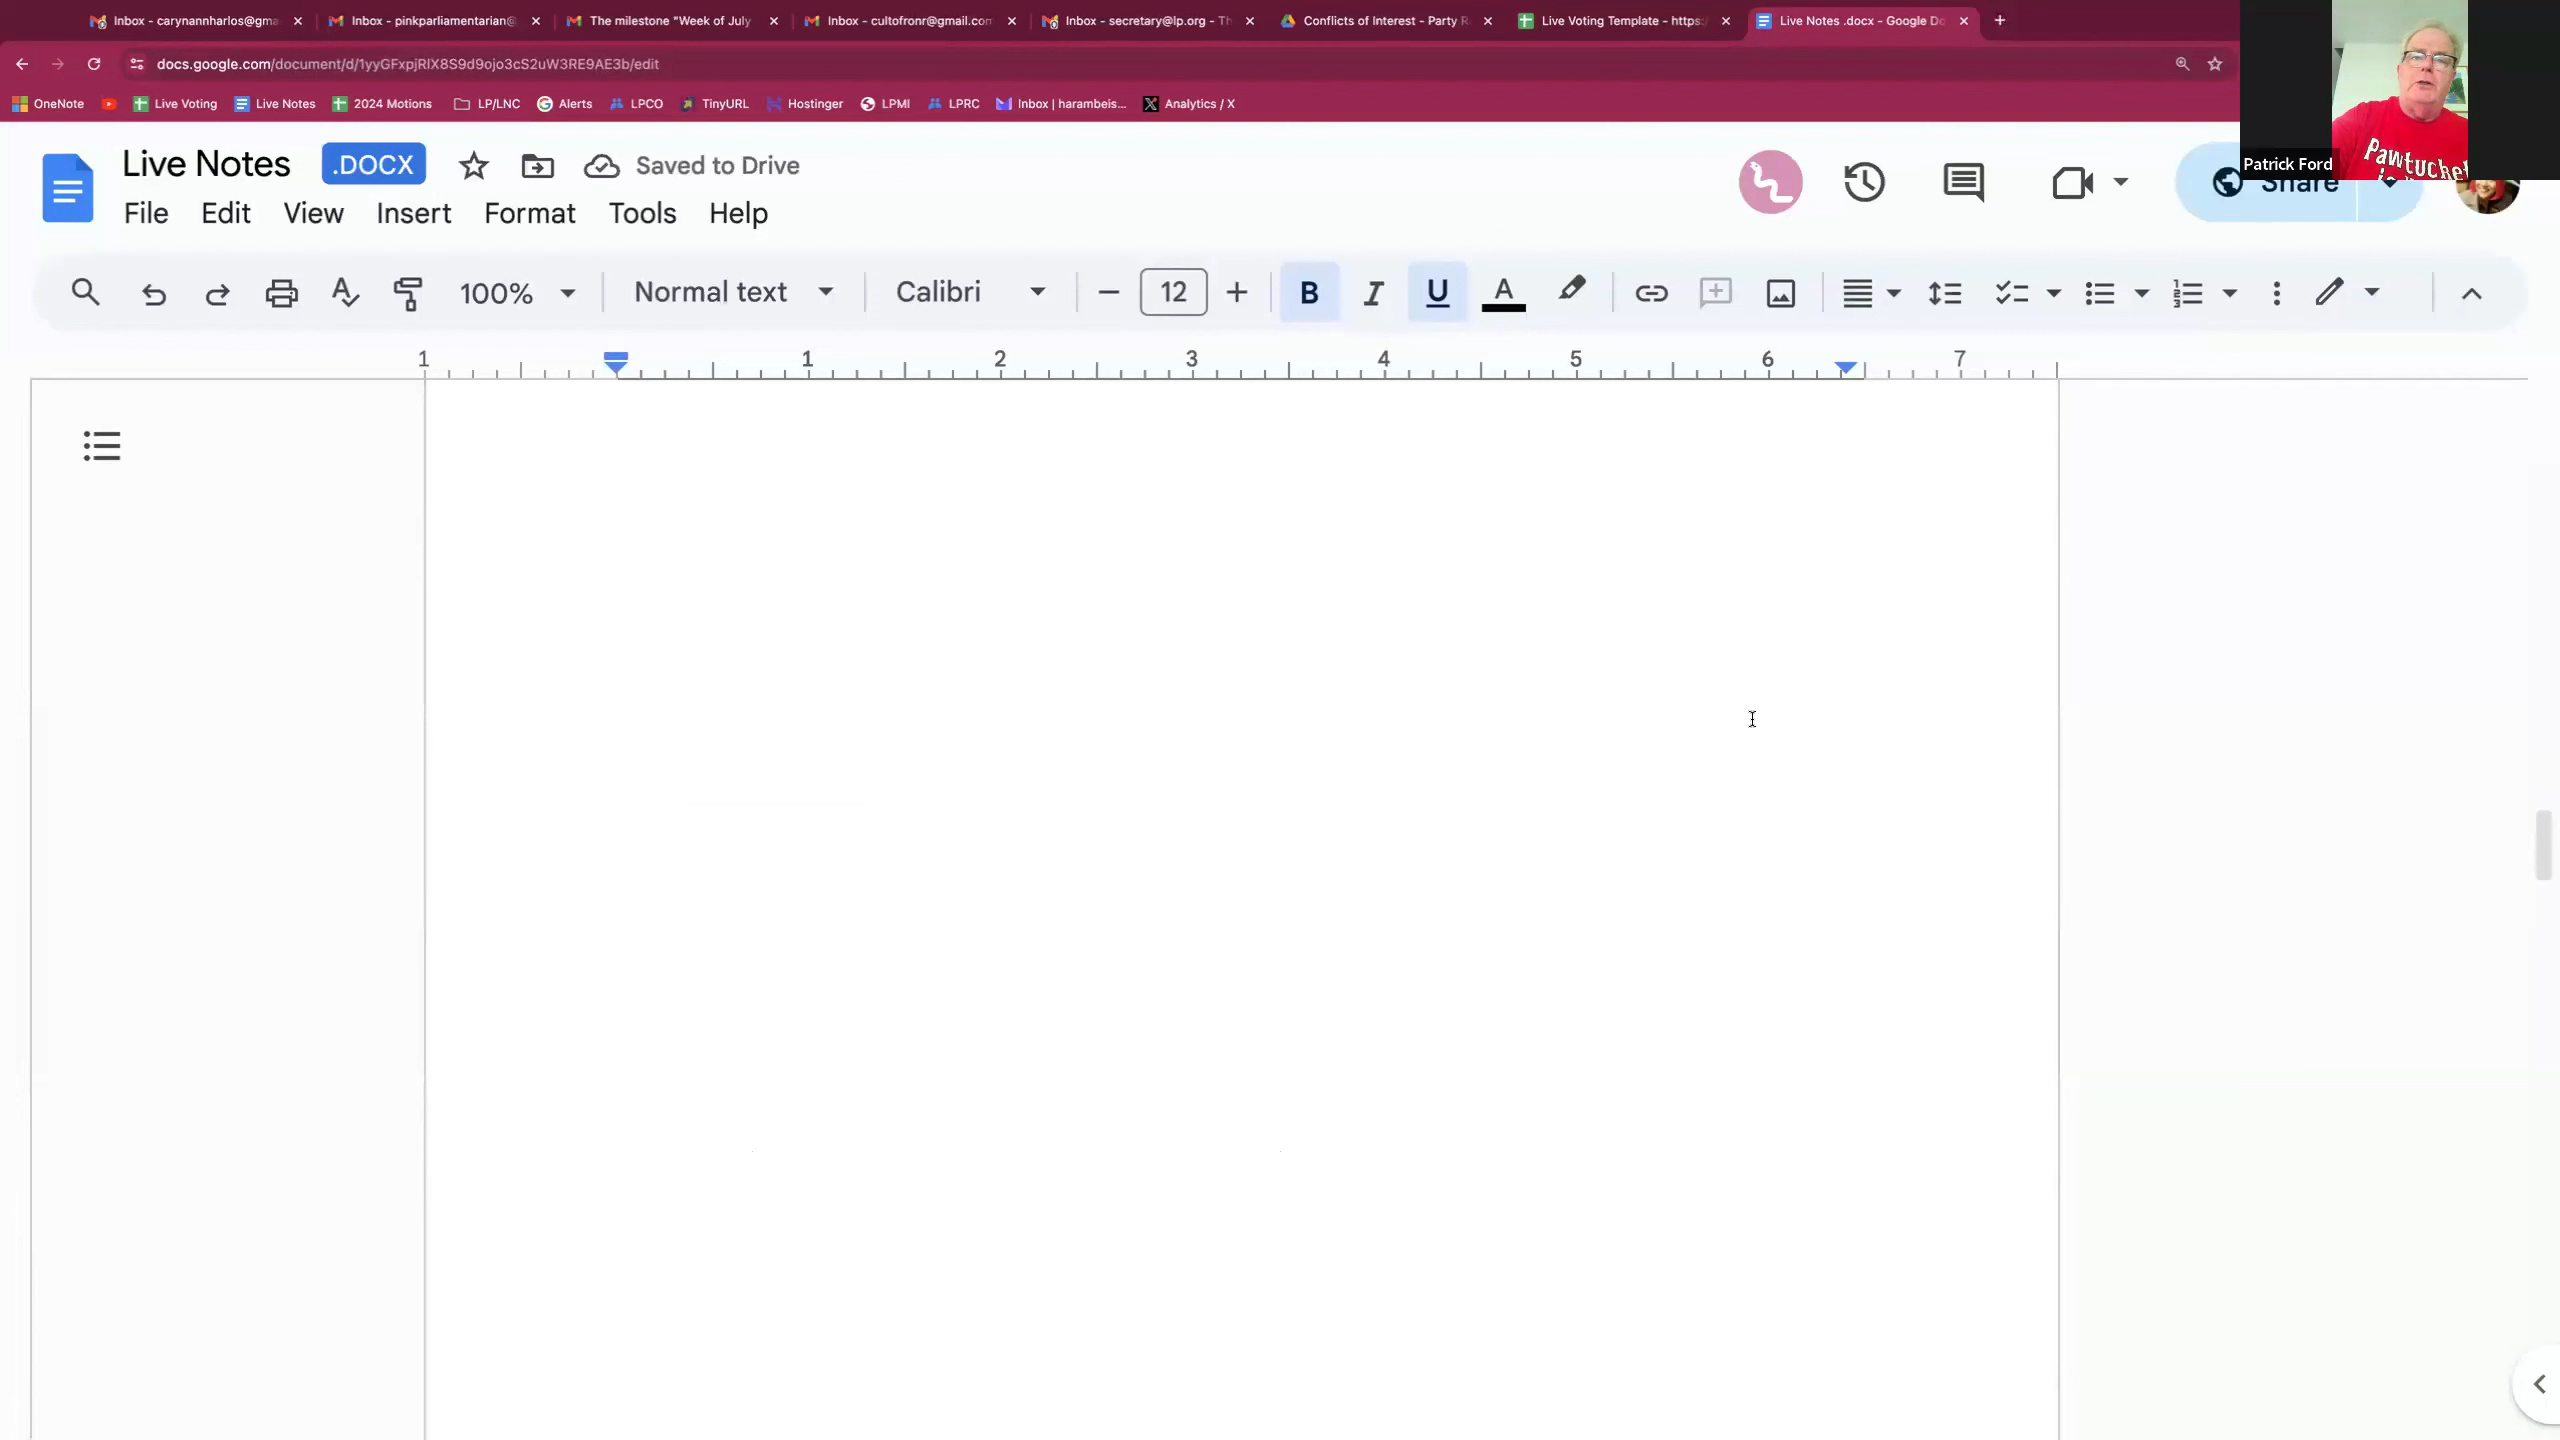 Inbox - carynannharlos@gma
Inbox - pinkparliamentarian@
The milestone "Week of July
Inbox - cultofronr@gmail.com
Inbox - secretary@lp.org - Th
Conflicts of Interest - Party R
Live Voting Template - https:/
Live Notes .docx - Google Do
docs.google.com/document/d/1yyGFxpjRlX8S9d9ojo3cS2uW3RE9AE3b/edit
OneNote
Live Voting
Live Notes
2024 Motions
LP/LNC
Alerts
LPCO
TinyURL
Hostinger
LPMI
LPRC
Inbox | harambeis...
Analytics / X
Patrick Ford
Pawtucket
Live Notes
.DOCX
Saved to Drive
Share
File Edit View Insert Format Tools Help
100%
Normal text
Calibri
12
B
I
U
A
1 1 2 3 4 5 6 7